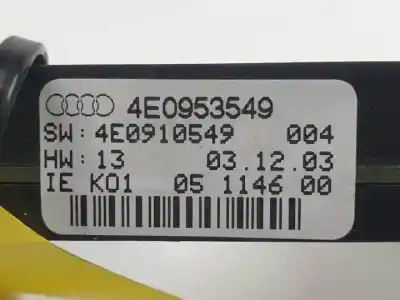 4E0953549
SW: 4E0910549 004
HW: 13 03.12.03
IE K01 05 1146 00